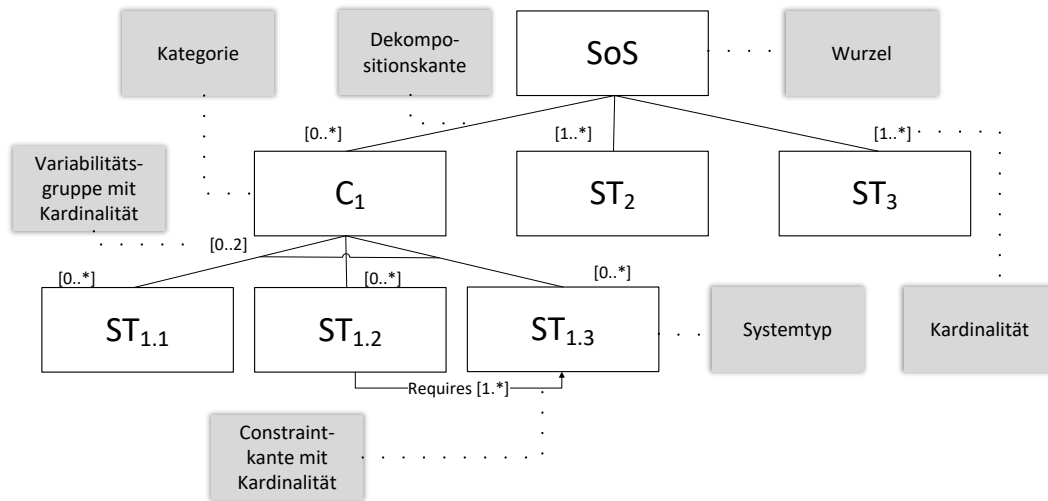 Kategorie
Dekompo-
sitionskante
SoS
Wurzel
[0..*]
[1..*]
[1..*]
Variabilitäts-
gruppe mit
Kardinalität
C1
ST2
ST3
[0..2]
[0..*]
[0..*]
[0..*]
ST1.1
ST1.2
ST1.3
Systemtyp
Kardinalität
Requires [1.*]
Constraint-
kante mit
Kardinalität